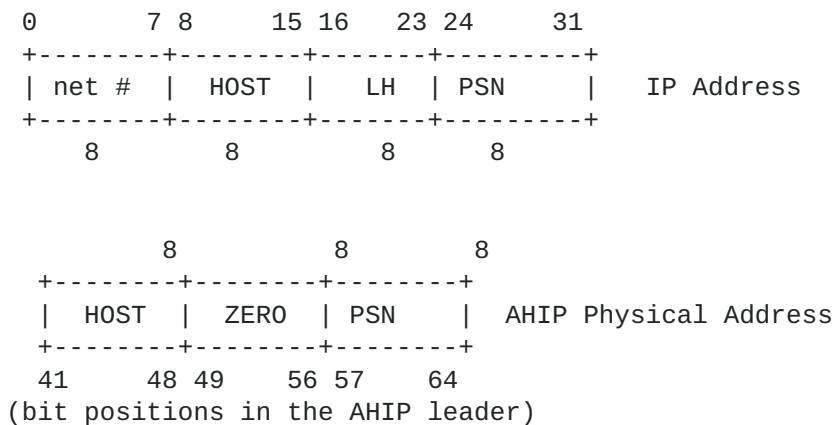 0        7 8      15 16   23 24      31
+--------+--------+-------+---------+
| net #  |  HOST  |   LH  | PSN     |   IP Address
+--------+--------+-------+---------+
8        8         8      8
8          8        8
+--------+--------+--------+
|  HOST  |  ZERO  | PSN    |  AHIP Physical Address
+--------+--------+--------+
41      48 49    56 57    64
(bit positions in the AHIP leader)